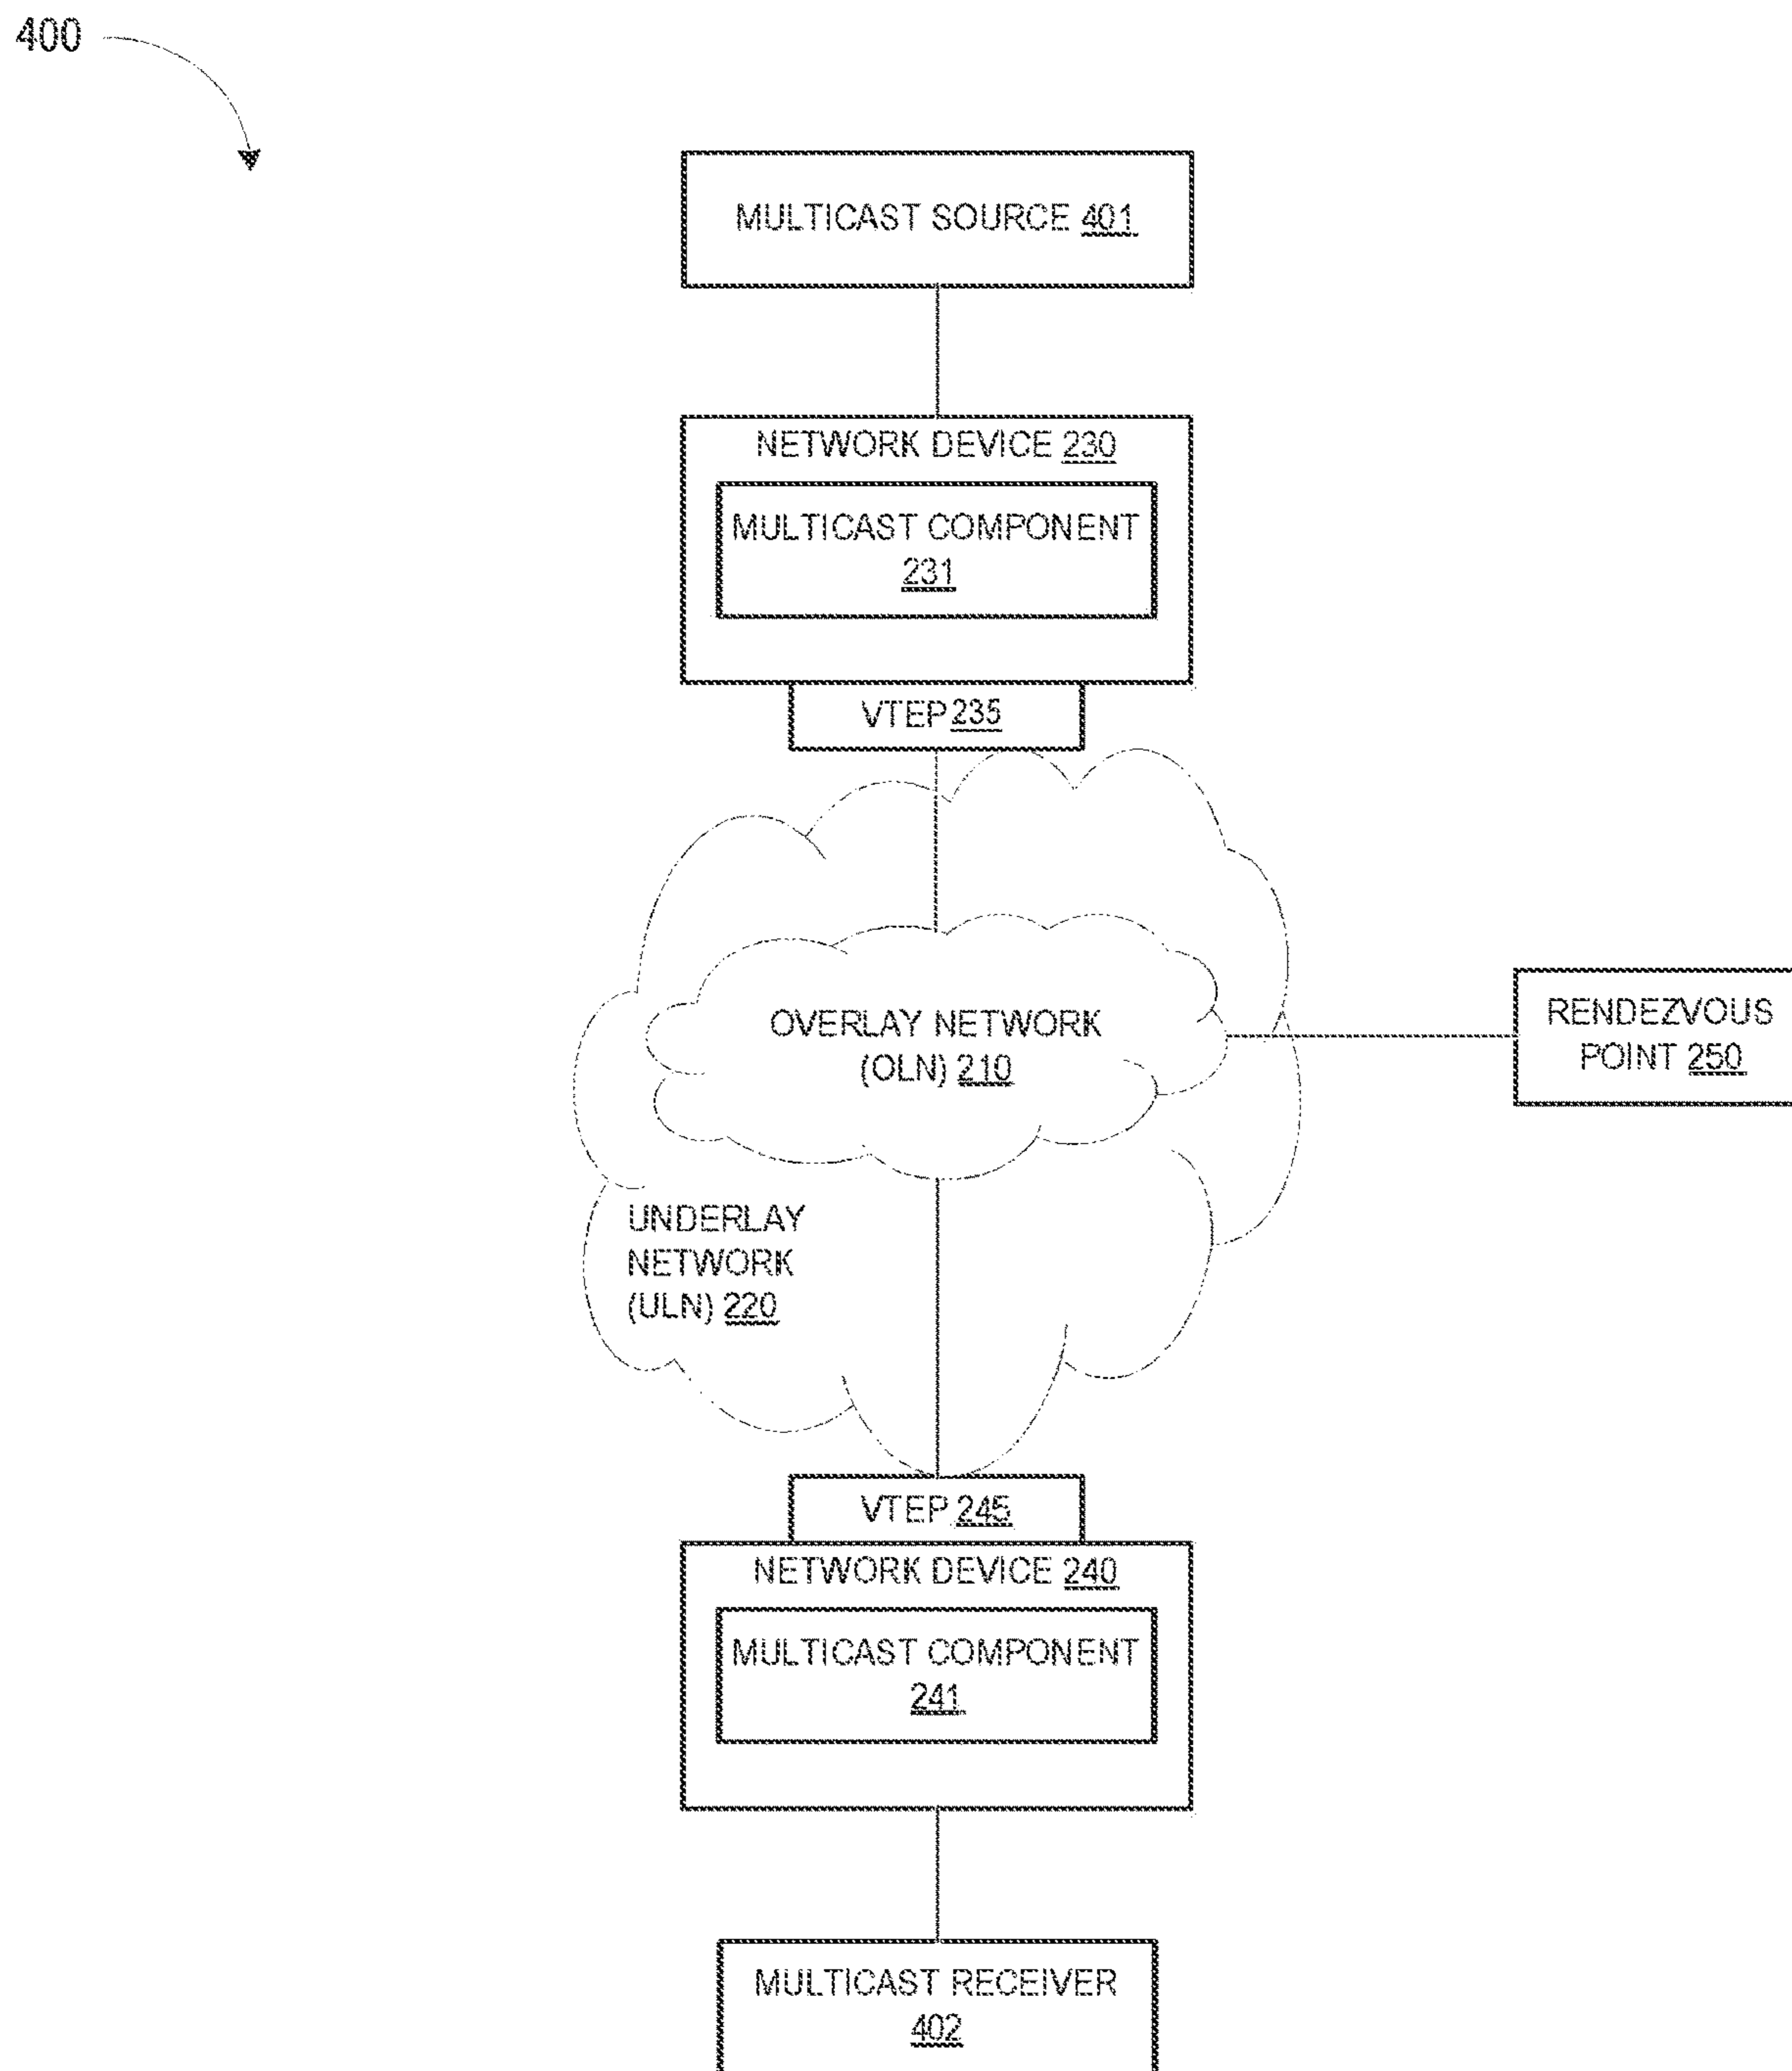 400
MULTICAST SOURCE 401
NETWORK DEVICE 230
MULTICAST COMPONENT
231
VTEP 235
OVERLAY NETWORK
(OLN) 210
RENDEZVOUS
POINT 250
UNDERLAY
NETWORK
(ULN) 220
VTEP 245
NETWORK DEVICE 240
MULTICAST COMPONENT
241
MULTICAST RECEIVER
402